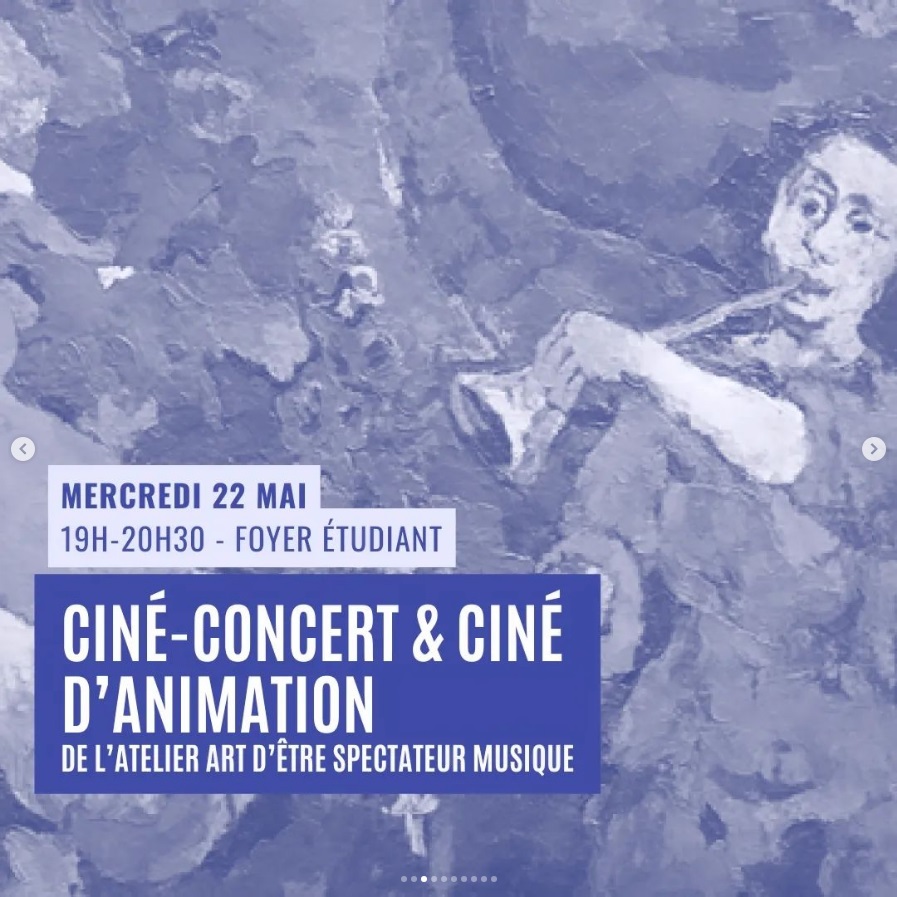 MERCREDI 22 MAI
19H-20H30 - FOYER ÉTUDIANT
CINÉ-CONCERT & CINÉ
D’ANIMATION
DE L’ATELIER ART D’ÊTRE SPECTATEUR MUSIQUE